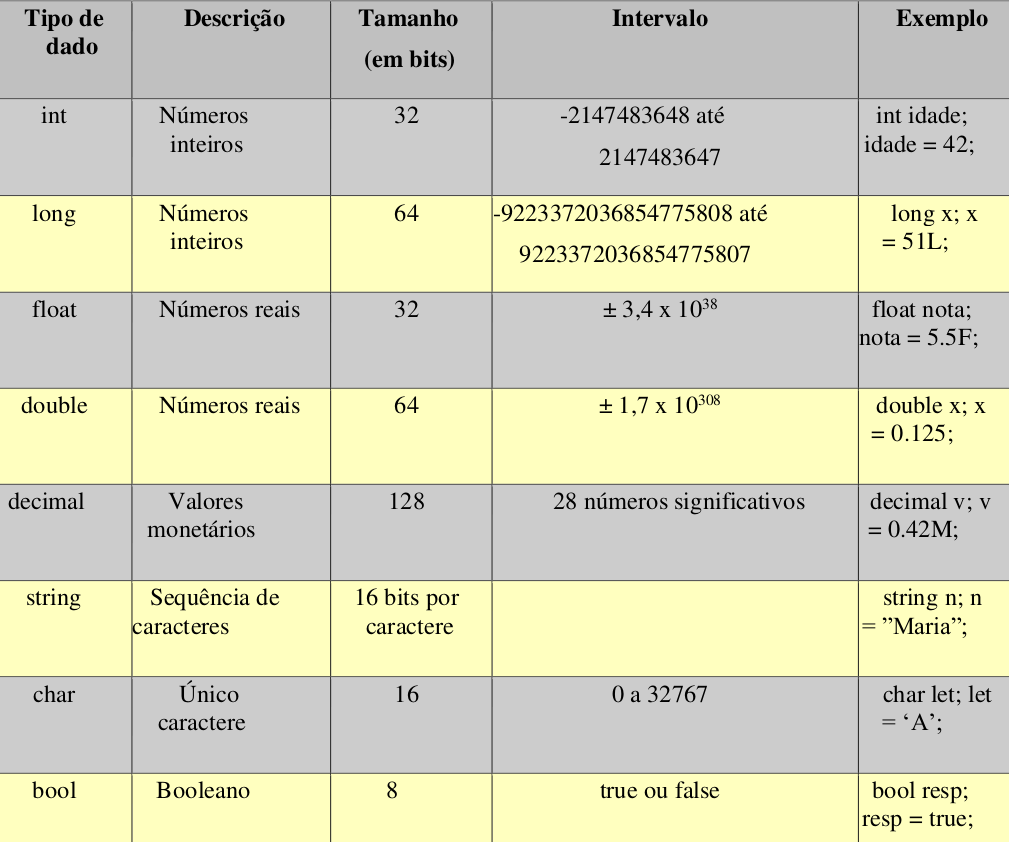 Tipo de dado
Descrição
Tamanho (em bits)
Intervalo
Exemplo
int
Números inteiros
32
-2147483648 até
2147483647
int idade;
idade = 42;
long
Números inteiros
64
-9223372036854775808 até
9223372036854775807
long x; x
= 51L;
float
Números reais
32
± 3,4 x 10³⁸
float nota;
nota = 5.5F;
double
Números reais
64
± 1,7 x 10³⁰⁸
double x; x
= 0.125;
decimal
Valores monetários
128
28 números significativos
decimal v; v
= 0.42M;
string
Sequência de caracteres
16 bits por caractere
string n; n
= ”Maria”;
char
Único caractere
16
0 a 32767
char let; let
= ‘A’;
bool
Booleano
8
true ou false
bool resp;
resp = true;